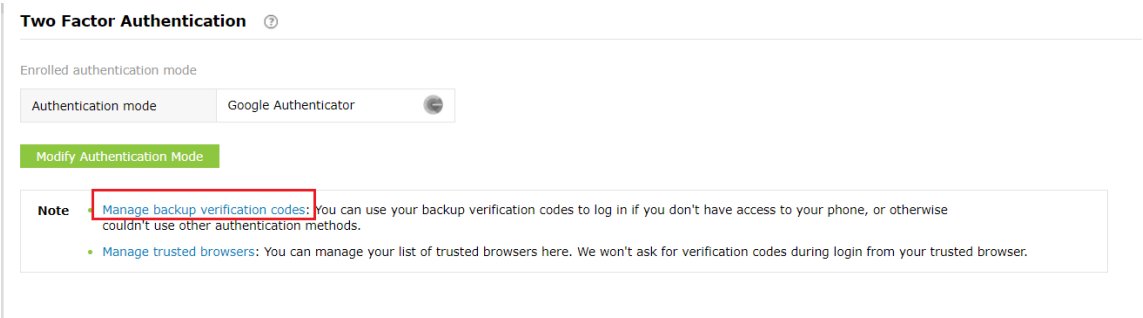 Two Factor Authentication ?
Enrolled authentication mode
Authentication mode Google Authenticator
Modify Authentication Mode
Note • Manage backup verification codes: You can use your backup verification codes to log in if you don't have access to your phone, or otherwise
couldn't use other authentication methods.
• Manage trusted browsers: You can manage your list of trusted browsers here. We won't ask for verification codes during login from your trusted browser.